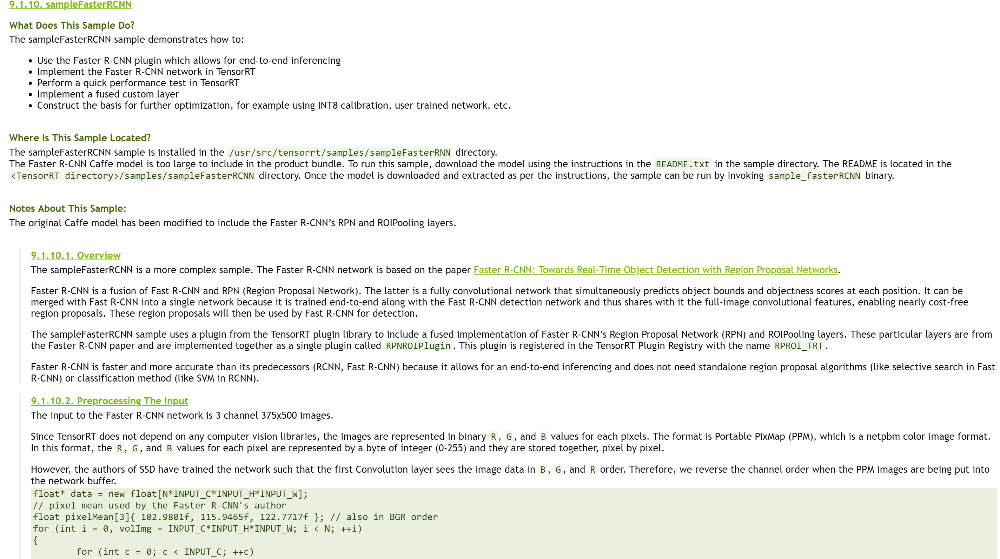 9.1.10. sampleFasterRCNN
What Does This Sample Do?
The sampleFasterRCNN sample demonstrates how to:
• Use the Faster R-CNN plugin which allows for end-to-end inferencing
• Implement the Faster R-CNN network in TensorRT
• Perform a quick performance test in TensorRT
• Implement a fused custom layer
• Construct the basis for further optimization, for example using INT8 calibration, user trained network, etc.
Where Is This Sample Located?
The sampleFasterRCNN sample is installed in the /usr/src/tensorrt/samples/sampleFasterRNN directory.
The Faster R-CNN Caffe model is too large to include in the product bundle. To run this sample, download the model using the instructions in the README.txt in the sample directory. The README is located in the
<TensorRT directory>/samples/sampleFasterRCNN directory. Once the model is downloaded and extracted as per the instructions, the sample can be run by invoking sample_fasterRCNN binary.
Notes About This Sample:
The original Caffe model has been modified to include the Faster R-CNN’s RPN and ROIPooling layers.
9.1.10.1. Overview
The sampleFasterRCNN is a more complex sample. The Faster R-CNN network is based on the paper Faster R-CNN: Towards Real-Time Object Detection with Region Proposal Networks.
Faster R-CNN is a fusion of Fast R-CNN and RPN (Region Proposal Network). The latter is a fully convolutional network that simultaneously predicts object bounds and objectness scores at each position. It can be
merged with Fast R-CNN into a single network because it is trained end-to-end along with the Fast R-CNN detection network and thus shares with it the full-image convolutional features, enabling nearly cost-free
region proposals. These region proposals will then be used by Fast R-CNN for detection.
The sampleFasterRCNN sample uses a plugin from the TensorRT plugin library to include a fused implementation of Faster R-CNN’s Region Proposal Network (RPN) and ROIPooling layers. These particular layers are from
the Faster R-CNN paper and are implemented together as a single plugin called RPNROIPlugin. This plugin is registered in the TensorRT Plugin Registry with the name RPROI_TRT.
Faster R-CNN is faster and more accurate than its predecessors (RCNN, Fast R-CNN) because it allows for an end-to-end inferencing and does not need standalone region proposal algorithms (like selective search in Fast
R-CNN) or classification method (like SVM in RCNN).
9.1.10.2. Preprocessing The Input
The input to the Faster R-CNN network is 3 channel 375x500 images.
Since TensorRT does not depend on any computer vision libraries, the images are represented in binary R, G, and B values for each pixels. The format is Portable PixMap (PPM), which is a netpbm color image format.
In this format, the R, G, and B values for each pixel are represented by a byte of integer (0-255) and they are stored together, pixel by pixel.
However, the authors of SSD have trained the network such that the first Convolution layer sees the image data in B, G, and R order. Therefore, we reverse the channel order when the PPM images are being put into
the network buffer.
float* data = new float[N*INPUT_C*INPUT_H*INPUT_W];
// pixel mean used by the Faster R-CNN's author
float pixelMean[3]{ 102.9801f, 115.9465f, 122.7717f }; // also in BGR order
for (int i = 0, volImg = INPUT_C*INPUT_H*INPUT_W; i < N; ++i)
{
for (int c = 0; c < INPUT_C; ++c)